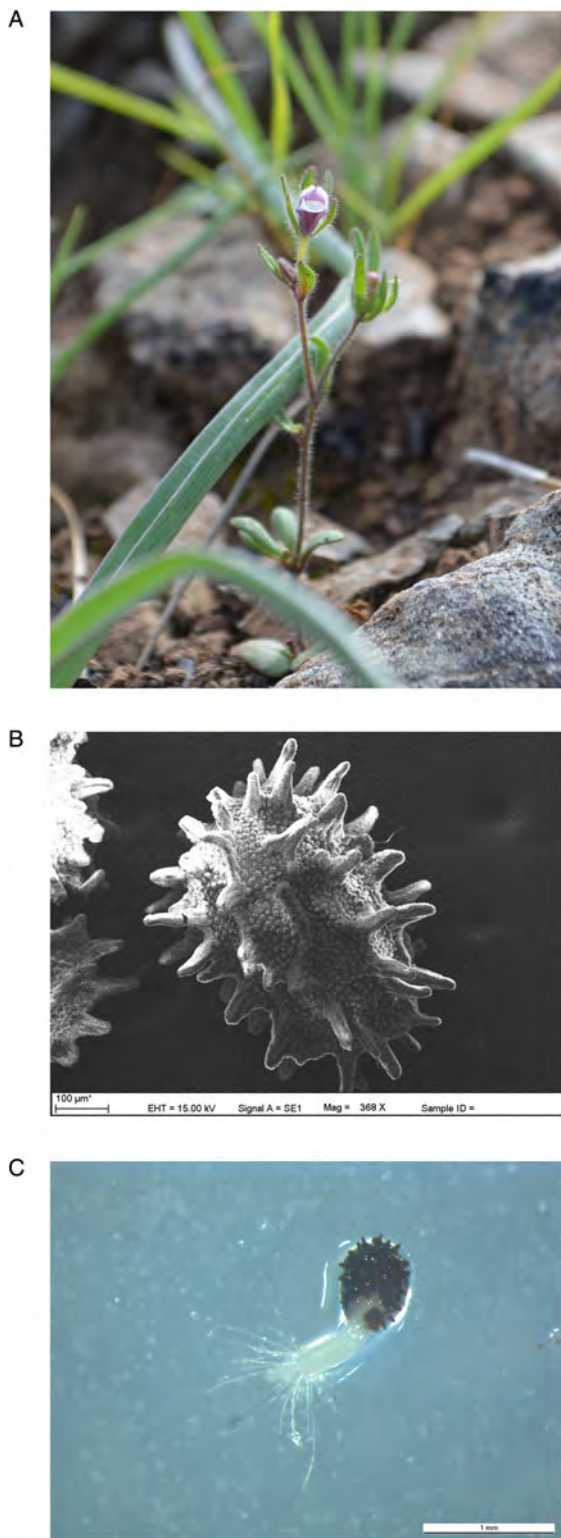 A
B
100 µm*
EHT = 15.00 kV Signal A = SE1 Mag = 368 X Sample ID =
C
1 mm